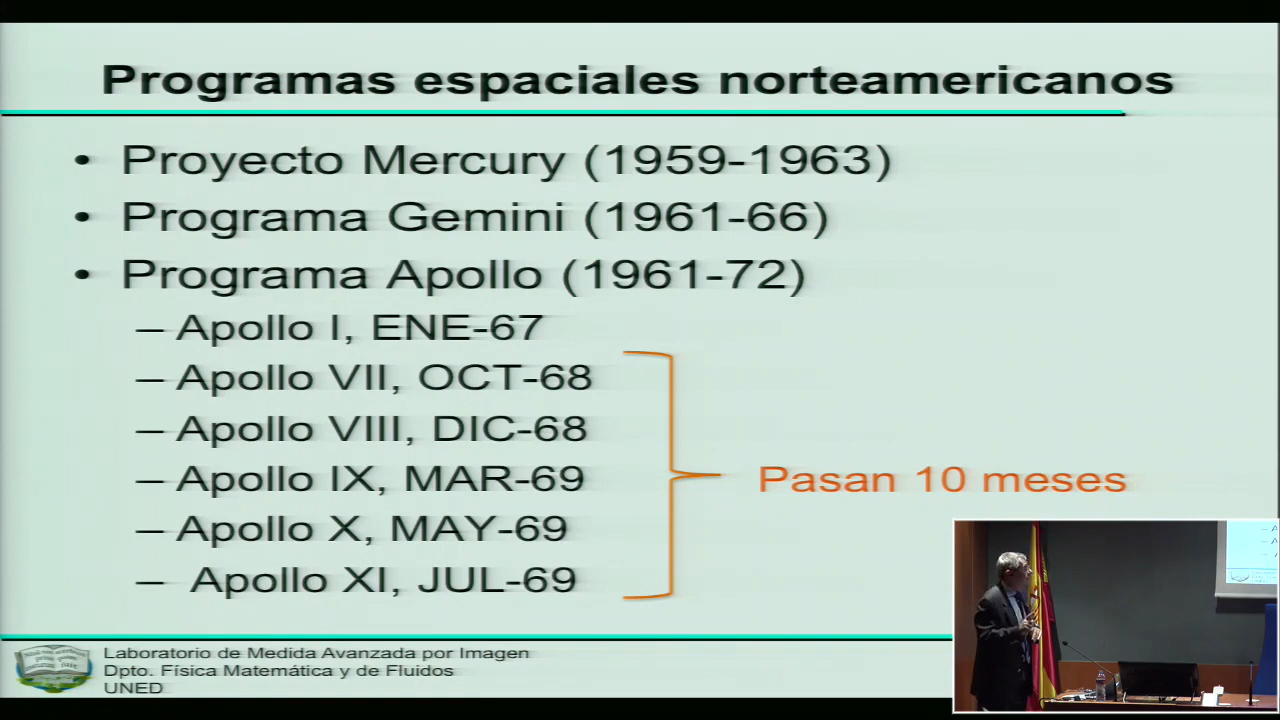 Programas espaciales norteamericanos
• Proyecto Mercury (1959-1963)
• Programa Gemini (1961-66)
• Programa Apollo (1961-72)
– Apollo I, ENE-67
– Apollo VII, OCT-68
– Apollo VIII, DIC-68
– Apollo IX, MAR-69
– Apollo X, MAY-69
– Apollo XI, JUL-69
Pasan 10 meses
Laboratorio de Medida Avanzada por Imagen
Dpto. Física Matemática y de Fluidos
UNED